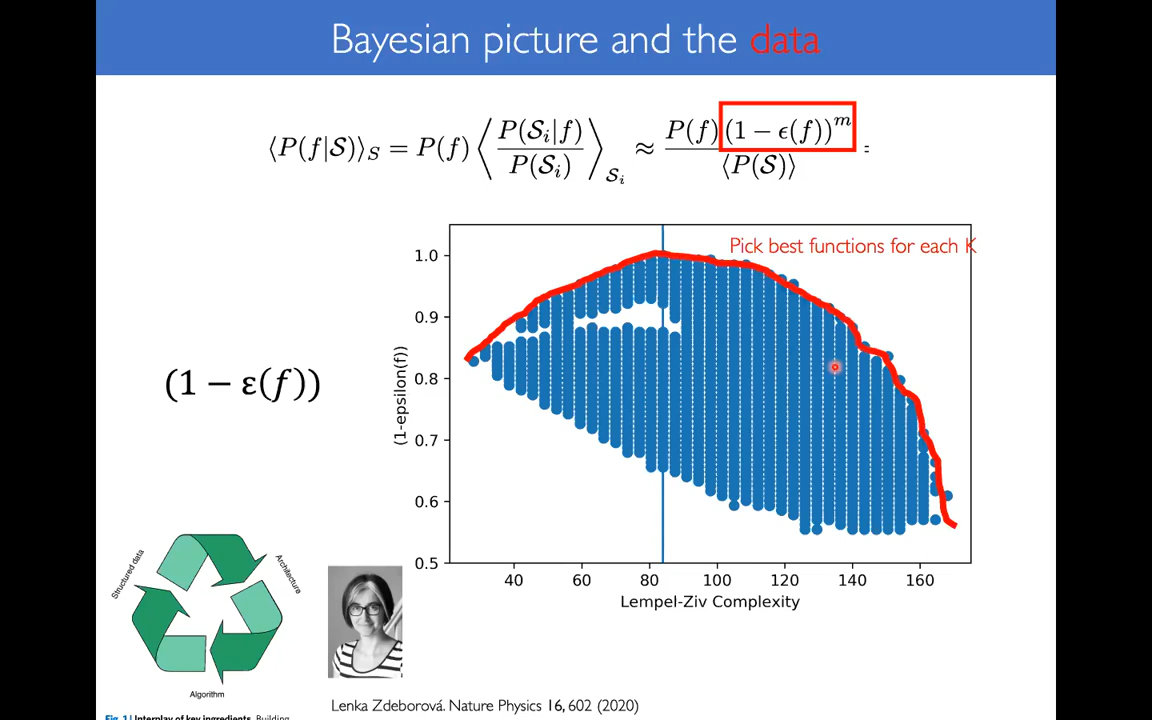 Bayesian picture and the data
⟨P(f|𝒮)⟩_S = P(f) ⟨ P(𝒮_i|f) / P(𝒮_i) ⟩_{𝒮_i} ≈ P(f) (1 − ϵ(f))^m / ⟨P(𝒮)⟩ =
Pick best functions for each K
(1 − ε(f))
(1-epsilon(f))
1.0
0.9
0.8
0.7
0.6
0.5
40 60 80 100 120 140 160
Lempel-Ziv Complexity
Structured data
Architecture
Algorithm
Fig. 1 | Interplay of key ingredients. Building
Lenka Zdeborová. Nature Physics 16, 602 (2020)